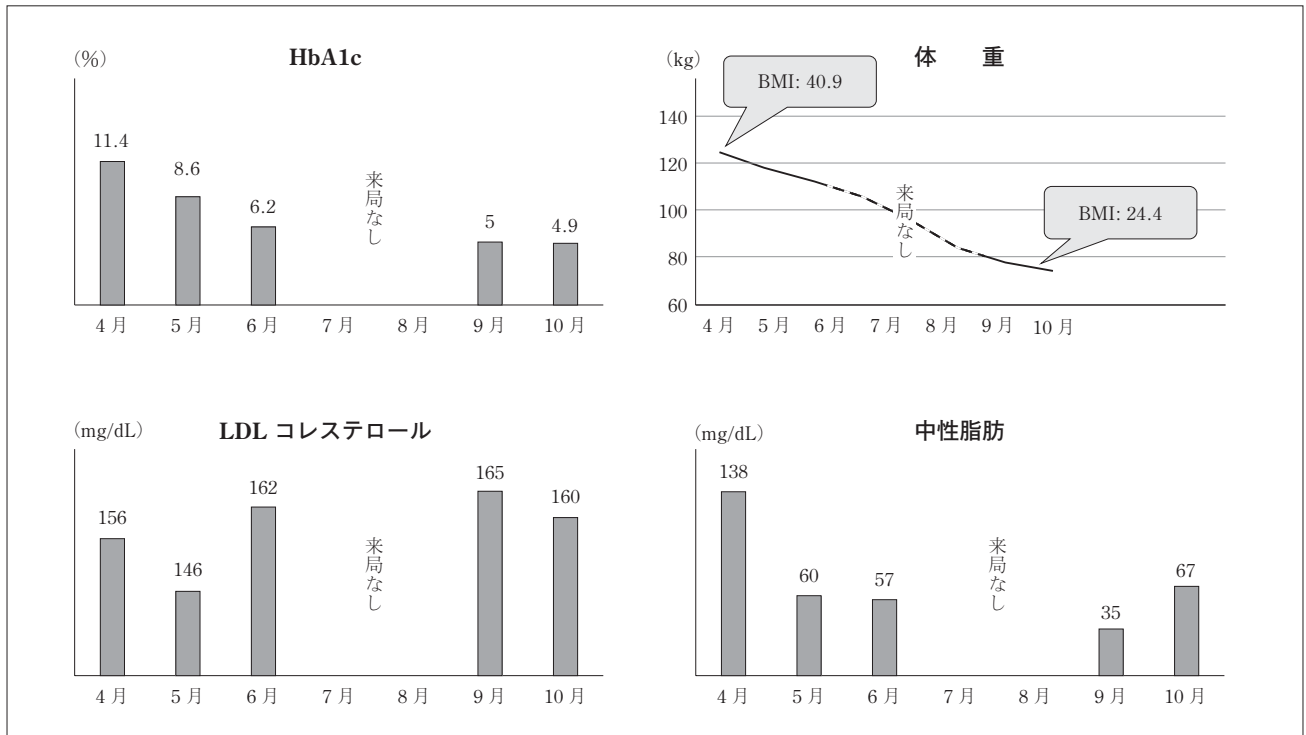 HbA1c
(%)
11.4
8.6
6.2
来局なし
5
4.9
4月 5月 6月 7月 8月 9月 10月
体 重
(kg)
BMI: 40.9
140
120
100
80
60
来局なし
BMI: 24.4
4月 5月 6月 7月 8月 9月 10月
LDL コレステロール
(mg/dL)
156
146
162
来局なし
165
160
4月 5月 6月 7月 8月 9月 10月
中性脂肪
(mg/dL)
138
60
57
来局なし
35
67
4月 5月 6月 7月 8月 9月 10月